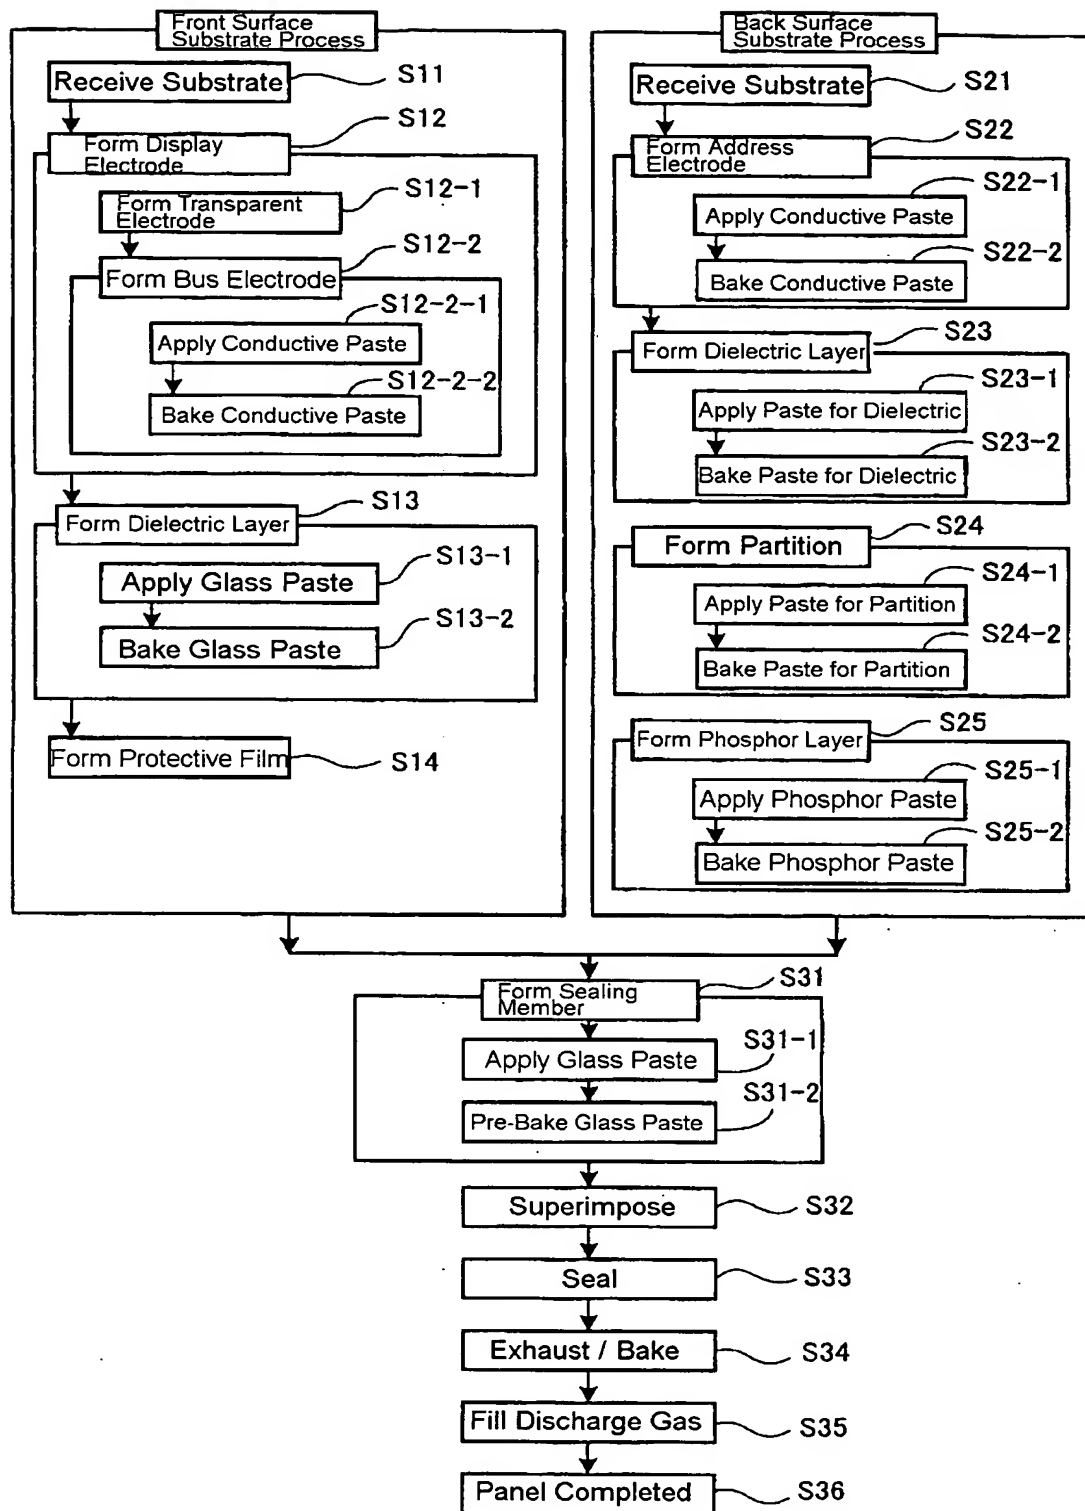 Front Surface
Substrate Process
Receive Substrate
S11
Form Display
Electrode
S12
Form Transparent
Electrode
S12-1
Form Bus Electrode
S12-2
Apply Conductive Paste
S12-2-1
Bake Conductive Paste
S12-2-2
Form Dielectric Layer
S13
Apply Glass Paste
S13-1
Bake Glass Paste
S13-2
Form Protective Film
S14
Back Surface
Substrate Process
Receive Substrate
S21
Form Address
Electrode
S22
Apply Conductive Paste
S22-1
Bake Conductive Paste
S22-2
Form Dielectric Layer
S23
Apply Paste for Dielectric
S23-1
Bake Paste for Dielectric
S23-2
Form Partition
S24
Apply Paste for Partition
S24-1
Bake Paste for Partition
S24-2
Form Phosphor Layer
S25
Apply Phosphor Paste
S25-1
Bake Phosphor Paste
S25-2
Form Sealing
Member
S31
Apply Glass Paste
S31-1
Pre-Bake Glass Paste
S31-2
Superimpose
S32
Seal
S33
Exhaust / Bake
S34
Fill Discharge Gas
S35
Panel Completed
S36